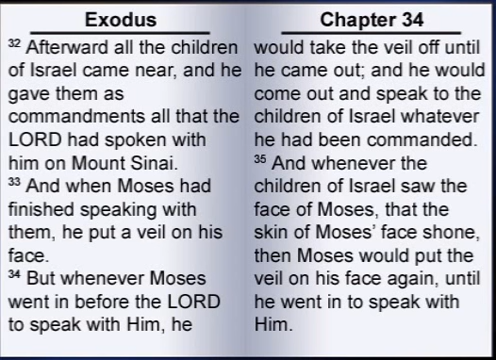 Exodus
³² Afterward all the children
of Israel came near, and he
gave them as
commandments all that the
LORD had spoken with
him on Mount Sinai.
³³ And when Moses had
finished speaking with
them, he put a veil on his
face.
³⁴ But whenever Moses
went in before the LORD
to speak with Him, he
Chapter 34
would take the veil off until
he came out; and he would
come out and speak to the
children of Israel whatever
he had been commanded.
³⁵ And whenever the
children of Israel saw the
face of Moses, that the
skin of Moses’ face shone,
then Moses would put the
veil on his face again, until
he went in to speak with
Him.